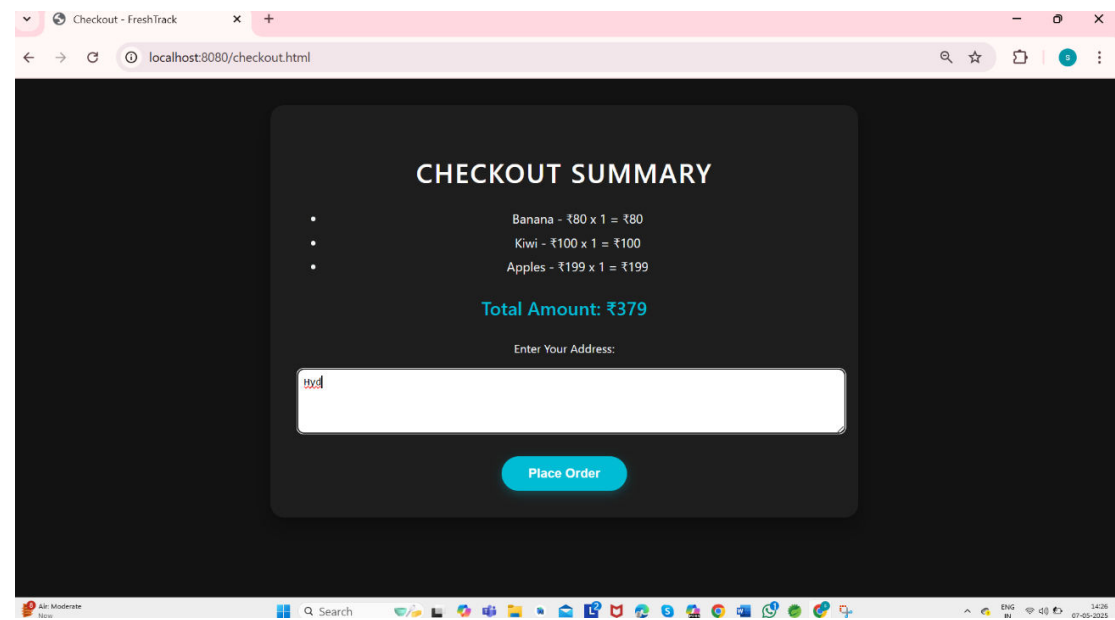 Checkout - FreshTrack
localhost:8080/checkout.html
s
CHECKOUT SUMMARY
• Banana - ₹80 x 1 = ₹80
• Kiwi - ₹100 x 1 = ₹100
• Apples - ₹199 x 1 = ₹199
Total Amount: ₹379
Enter Your Address:
Hyd
Place Order
Air: Moderate
Now
Search
ENG
IN
14:26
07-05-2025